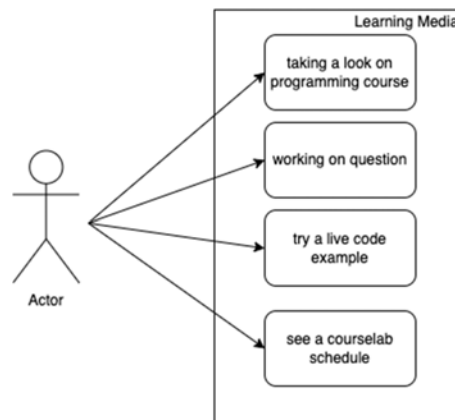 Learning Media
taking a look on
programming course
working on question
try a live code
example
Actor
see a courselab
schedule